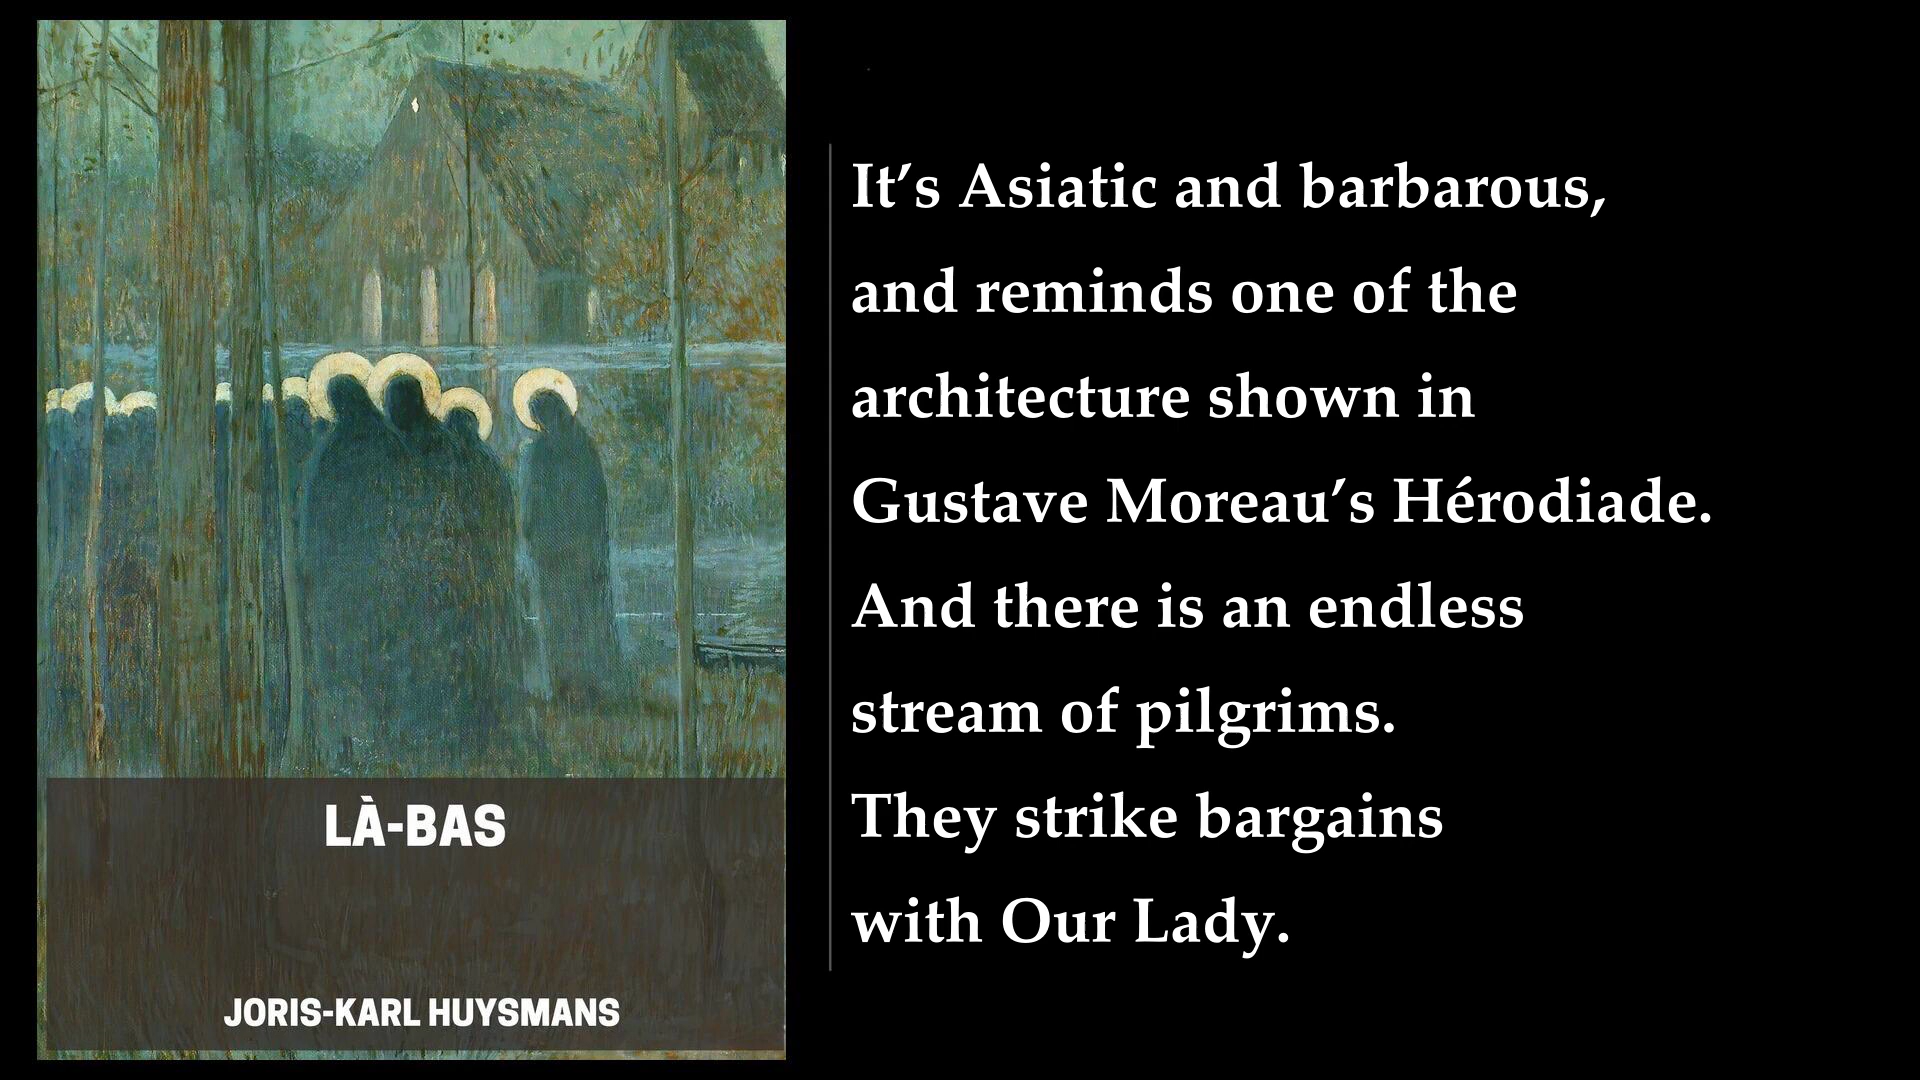 LÀ-BAS
JORIS-KARL HUYSMANS
It’s Asiatic and barbarous,
and reminds one of the
architecture shown in
Gustave Moreau’s Hérodiade.
And there is an endless
stream of pilgrims.
They strike bargains
with Our Lady.